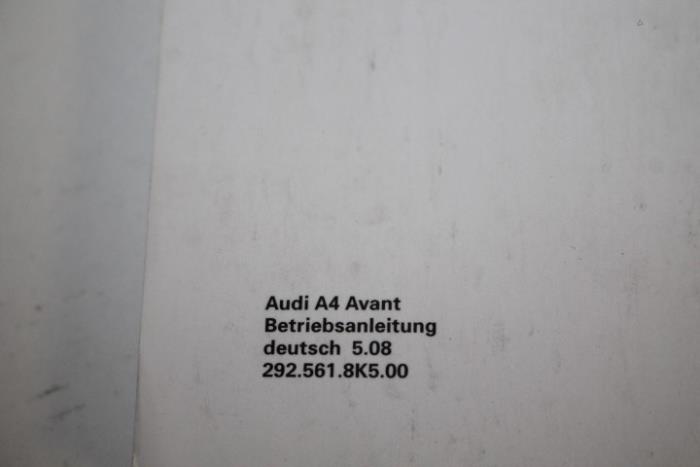 Audi A4 Avant
Betriebsanleitung
deutsch 5.08
292.561.8K5.00